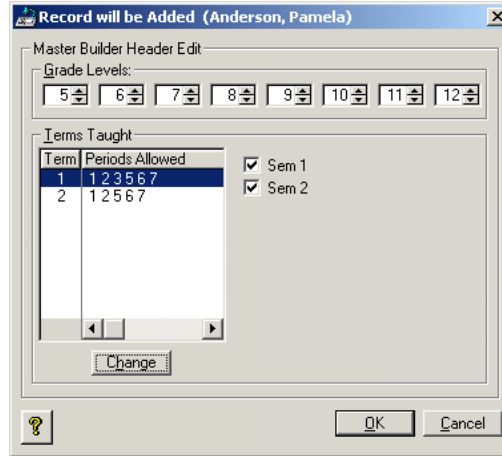 Record will be Added (Anderson, Pamela)
Master Builder Header Edit
Grade Levels:
5 6 7 8 9 10 11 12
Terms Taught
Term Periods Allowed
1 1 2 3 5 6 7
2 1 2 5 6 7
Sem 1
Sem 2
Change
?
OK Cancel